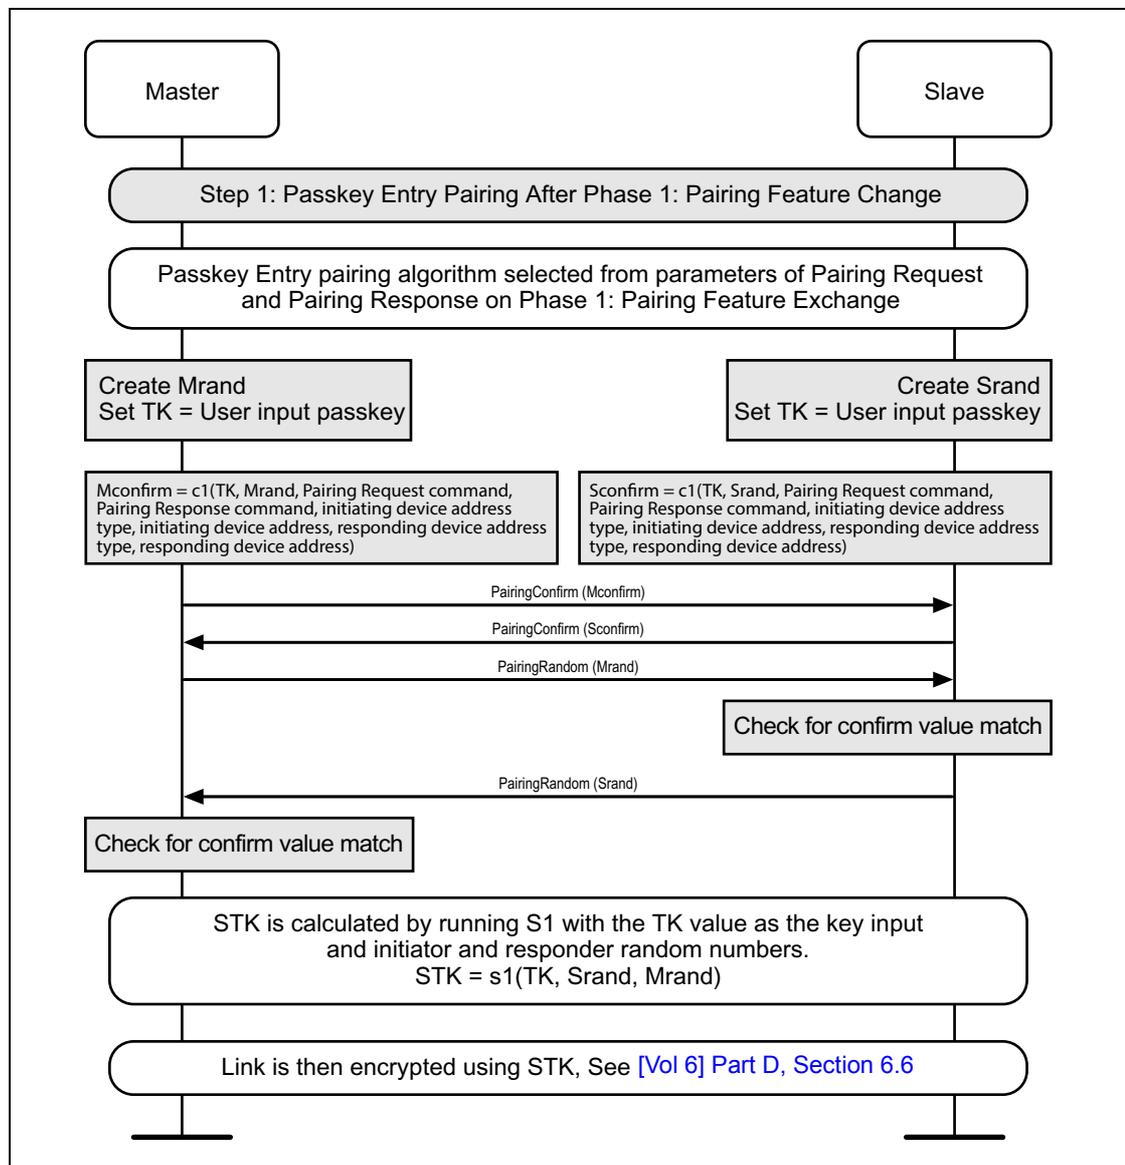 Master
Slave
Step 1: Passkey Entry Pairing After Phase 1: Pairing Feature Change
Passkey Entry pairing algorithm selected from parameters of Pairing Request
and Pairing Response on Phase 1: Pairing Feature Exchange
Create Mrand
Set TK = User input passkey
Create Srand
Set TK = User input passkey
Mconfirm = c1(TK, Mrand, Pairing Request command,
Pairing Response command, initiating device address
type, initiating device address, responding device address
type, responding device address)
Sconfirm = c1(TK, Srand, Pairing Request command,
Pairing Response command, initiating device address
type, initiating device address, responding device address
type, responding device address)
PairingConfirm (Mconfirm)
PairingConfirm (Sconfirm)
PairingRandom (Mrand)
Check for confirm value match
PairingRandom (Srand)
Check for confirm value match
STK is calculated by running S1 with the TK value as the key input
and initiator and responder random numbers.
STK = s1(TK, Srand, Mrand)
Link is then encrypted using STK, See [Vol 6] Part D, Section 6.6